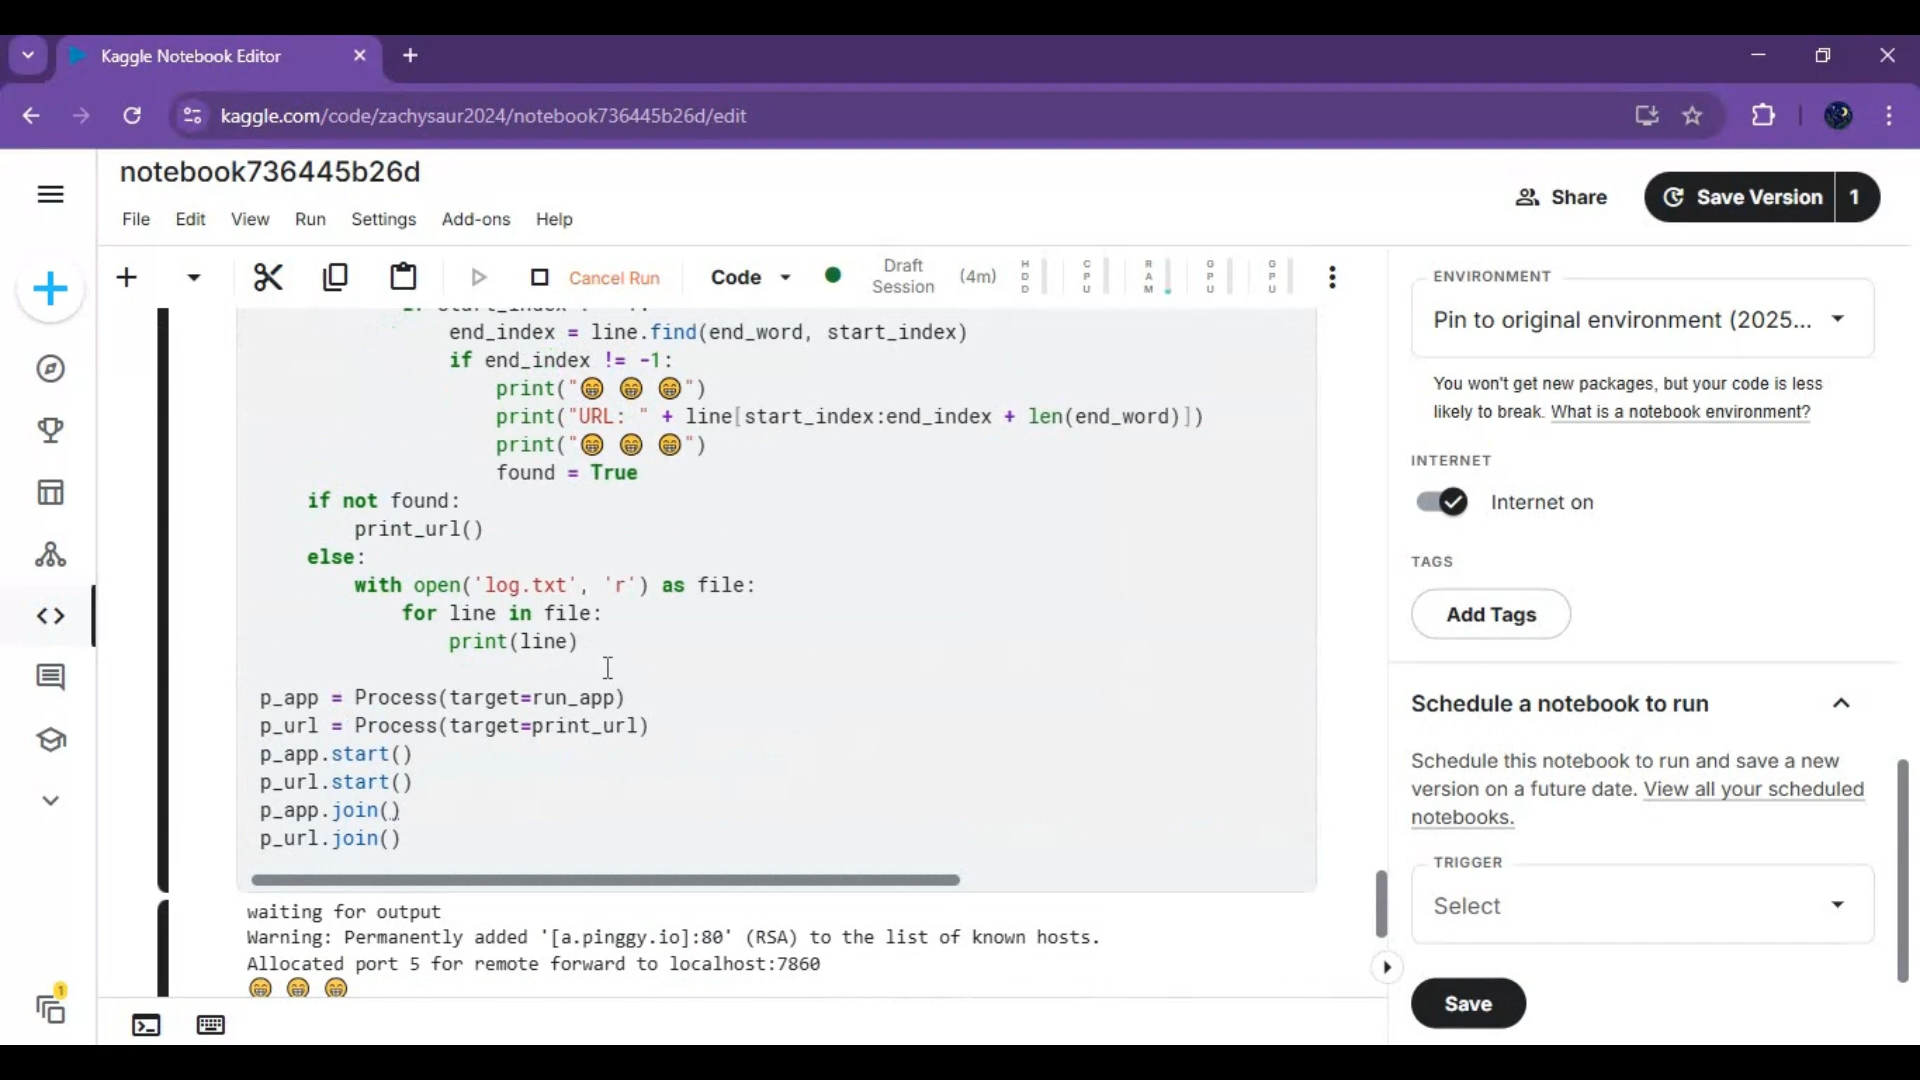 Kaggle Notebook Editor
kaggle.com/code/zachysaur2024/notebook736445b26d/edit
notebook736445b26d
File Edit View Run Settings Add-ons Help
Share
Save Version 1
Cancel Run
Code
Draft Session
(4m)
HDD
CPU
RAM
GPU
GPU
end_index = line.find(end_word, start_index)
if end_index != -1:
print("😁 😁 😁")
print("URL: " + line[start_index:end_index + len(end_word)])
print("😁 😁 😁")
found = True
if not found:
print_url()
else:
with open('log.txt', 'r') as file:
for line in file:
print(line)
p_app = Process(target=run_app)
p_url = Process(target=print_url)
p_app.start()
p_url.start()
p_app.join()
p_url.join()
waiting for output
Warning: Permanently added '[a.pinggy.io]:80' (RSA) to the list of known hosts.
Allocated port 5 for remote forward to localhost:7860
😁 😁 😁
ENVIRONMENT
Pin to original environment (2025...
You won't get new packages, but your code is less
likely to break. What is a notebook environment?
INTERNET
Internet on
TAGS
Add Tags
Schedule a notebook to run
Schedule this notebook to run and save a new
version on a future date. View all your scheduled
notebooks.
TRIGGER
Select
Save
1